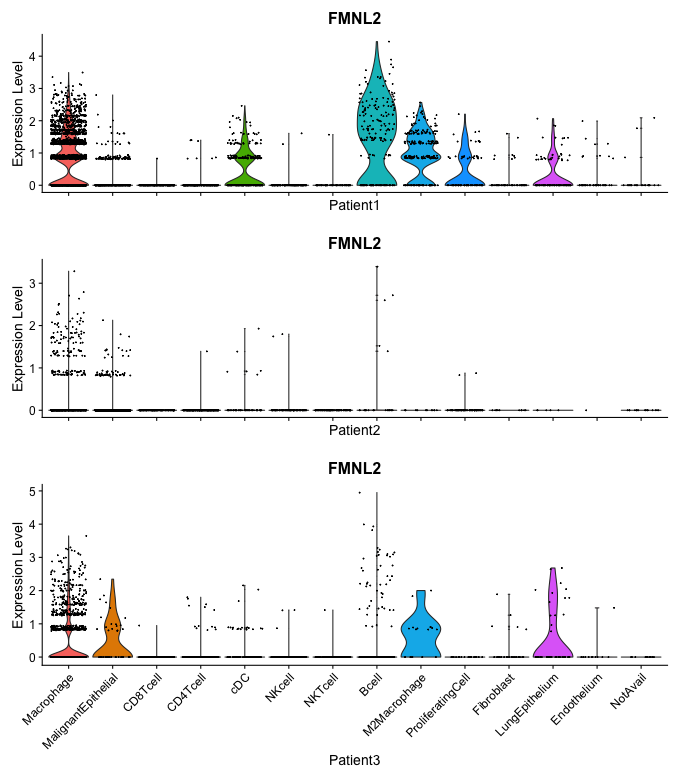 FMNL2
Expression Level
4
3
2
1
0
Patient1
FMNL2
Expression Level
3
2
1
0
Patient2
FMNL2
Expression Level
5
4
3
2
1
0
Macrophage
MalignantEpithelial
CD8Tcell
CD4Tcell
cDC
NKcell
NKTcell
Bcell
M2Macrophage
ProliferatingCell
Fibroblast
LungEpithelium
Endothelium
NotAvail
Patient3